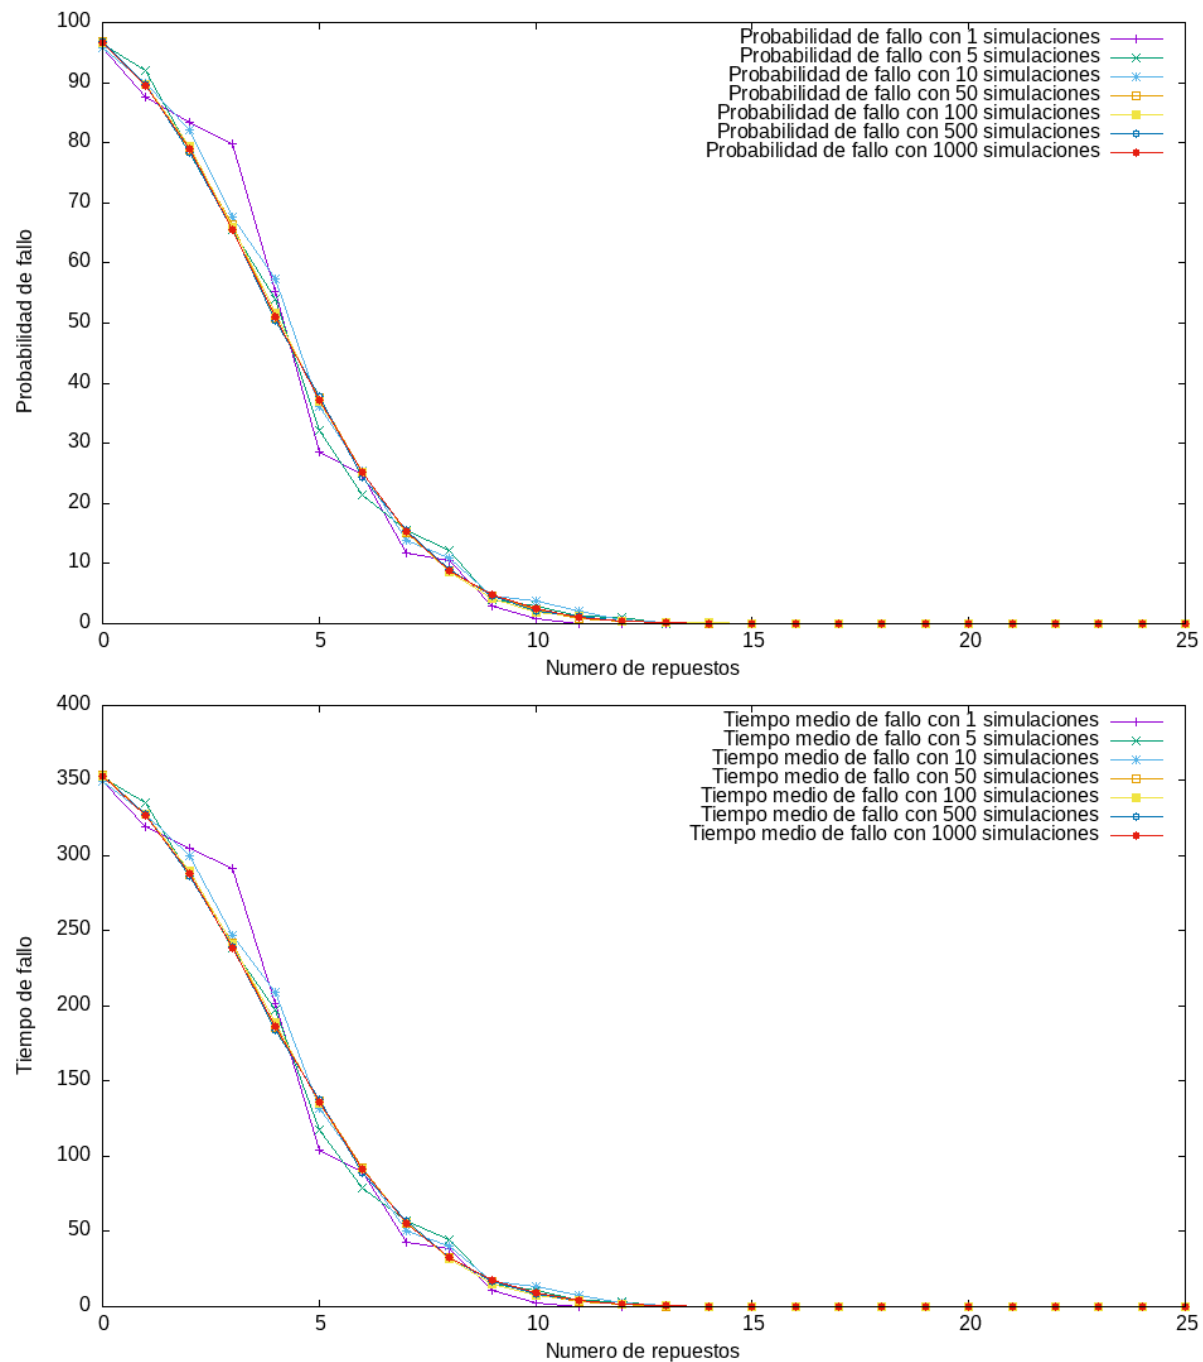 100
90
80
70
60
50
40
30
20
10
0
Probabilidad de fallo
Probabilidad de fallo con 1 simulaciones
Probabilidad de fallo con 5 simulaciones
Probabilidad de fallo con 10 simulaciones
Probabilidad de fallo con 50 simulaciones
Probabilidad de fallo con 100 simulaciones
Probabilidad de fallo con 500 simulaciones
Probabilidad de fallo con 1000 simulaciones
0 5 10 15 20 25
Numero de repuestos
400
350
300
250
200
150
100
50
0
Tiempo de fallo
Tiempo medio de fallo con 1 simulaciones
Tiempo medio de fallo con 5 simulaciones
Tiempo medio de fallo con 10 simulaciones
Tiempo medio de fallo con 50 simulaciones
Tiempo medio de fallo con 100 simulaciones
Tiempo medio de fallo con 500 simulaciones
Tiempo medio de fallo con 1000 simulaciones
0 5 10 15 20 25
Numero de repuestos